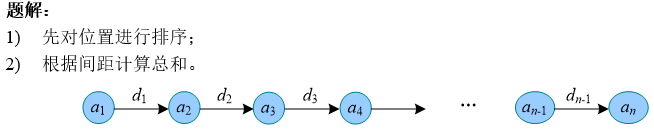 题解：
1) 先对位置进行排序；
2) 根据间距计算总和。
d1 d2 d3 dn-1
a1 a2 a3 a4 ... an-1 an